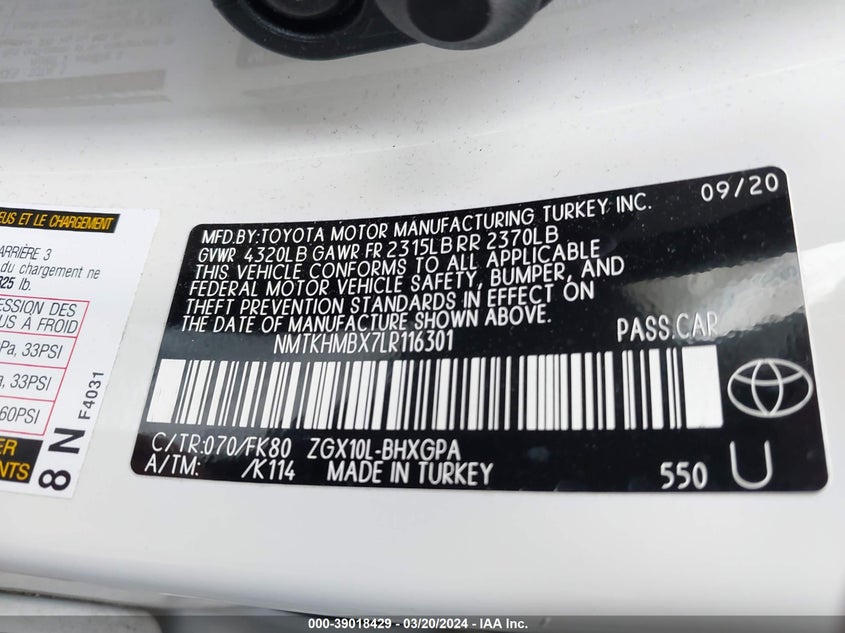 EUS ET LE CHARGEMENT
ARRIÈRE 3
du chargement ne
825 lb.
ESSION DES
US À FROID
Pa, 33PSI
a, 33PSI
60PSI
8 N F4031
09/20
MFD.BY:TOYOTA MOTOR MANUFACTURING TURKEY INC.
GVWR 4320LB GAWR FR 2315LB RR 2370LB
THIS VEHICLE CONFORMS TO ALL APPLICABLE
FEDERAL MOTOR VEHICLE SAFETY, BUMPER, AND
THEFT PREVENTION STANDARDS IN EFFECT ON
THE DATE OF MANUFACTURE SHOWN ABOVE.
NMTKHMBX7LR116301 PASS.CAR
C/TR:070/FK80 ZGX10L-BHXGPA
A/TM: /K114 MADE IN TURKEY 550 U
000-39018429 - 03/20/2024 - IAA Inc.